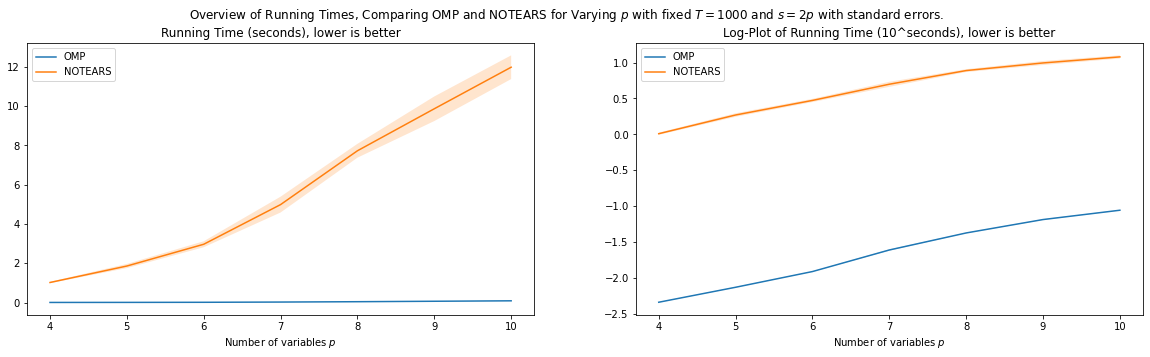 Overview of Running Times, Comparing OMP and NOTEARS for Varying p with fixed T = 1000 and s = 2p with standard errors.
Running Time (seconds), lower is better
OMP
NOTEARS
12
10
8
6
4
2
0
4 5 6 7 8 9 10
Number of variables p
Log-Plot of Running Time (10^seconds), lower is better
OMP
NOTEARS
1.0
0.5
0.0
−0.5
−1.0
−1.5
−2.0
−2.5
4 5 6 7 8 9 10
Number of variables p